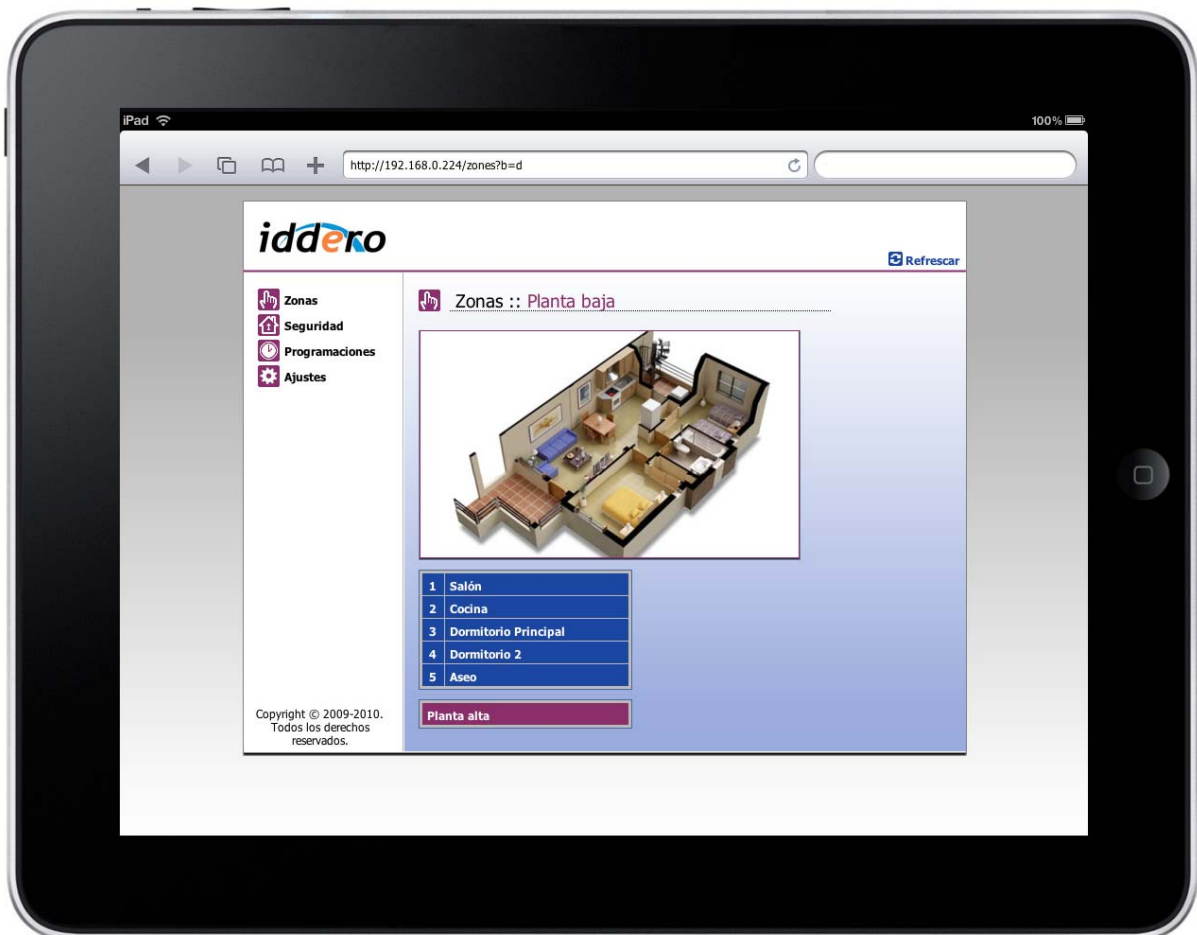 iPad
100%
http://192.168.0.224/zones?b=d
iddero
Refrescar
Zonas
Seguridad
Programaciones
Ajustes
Zonas :: Planta baja
1 Salón
2 Cocina
3 Dormitorio Principal
4 Dormitorio 2
5 Aseo
Planta alta
Copyright © 2009-2010.
Todos los derechos
reservados.